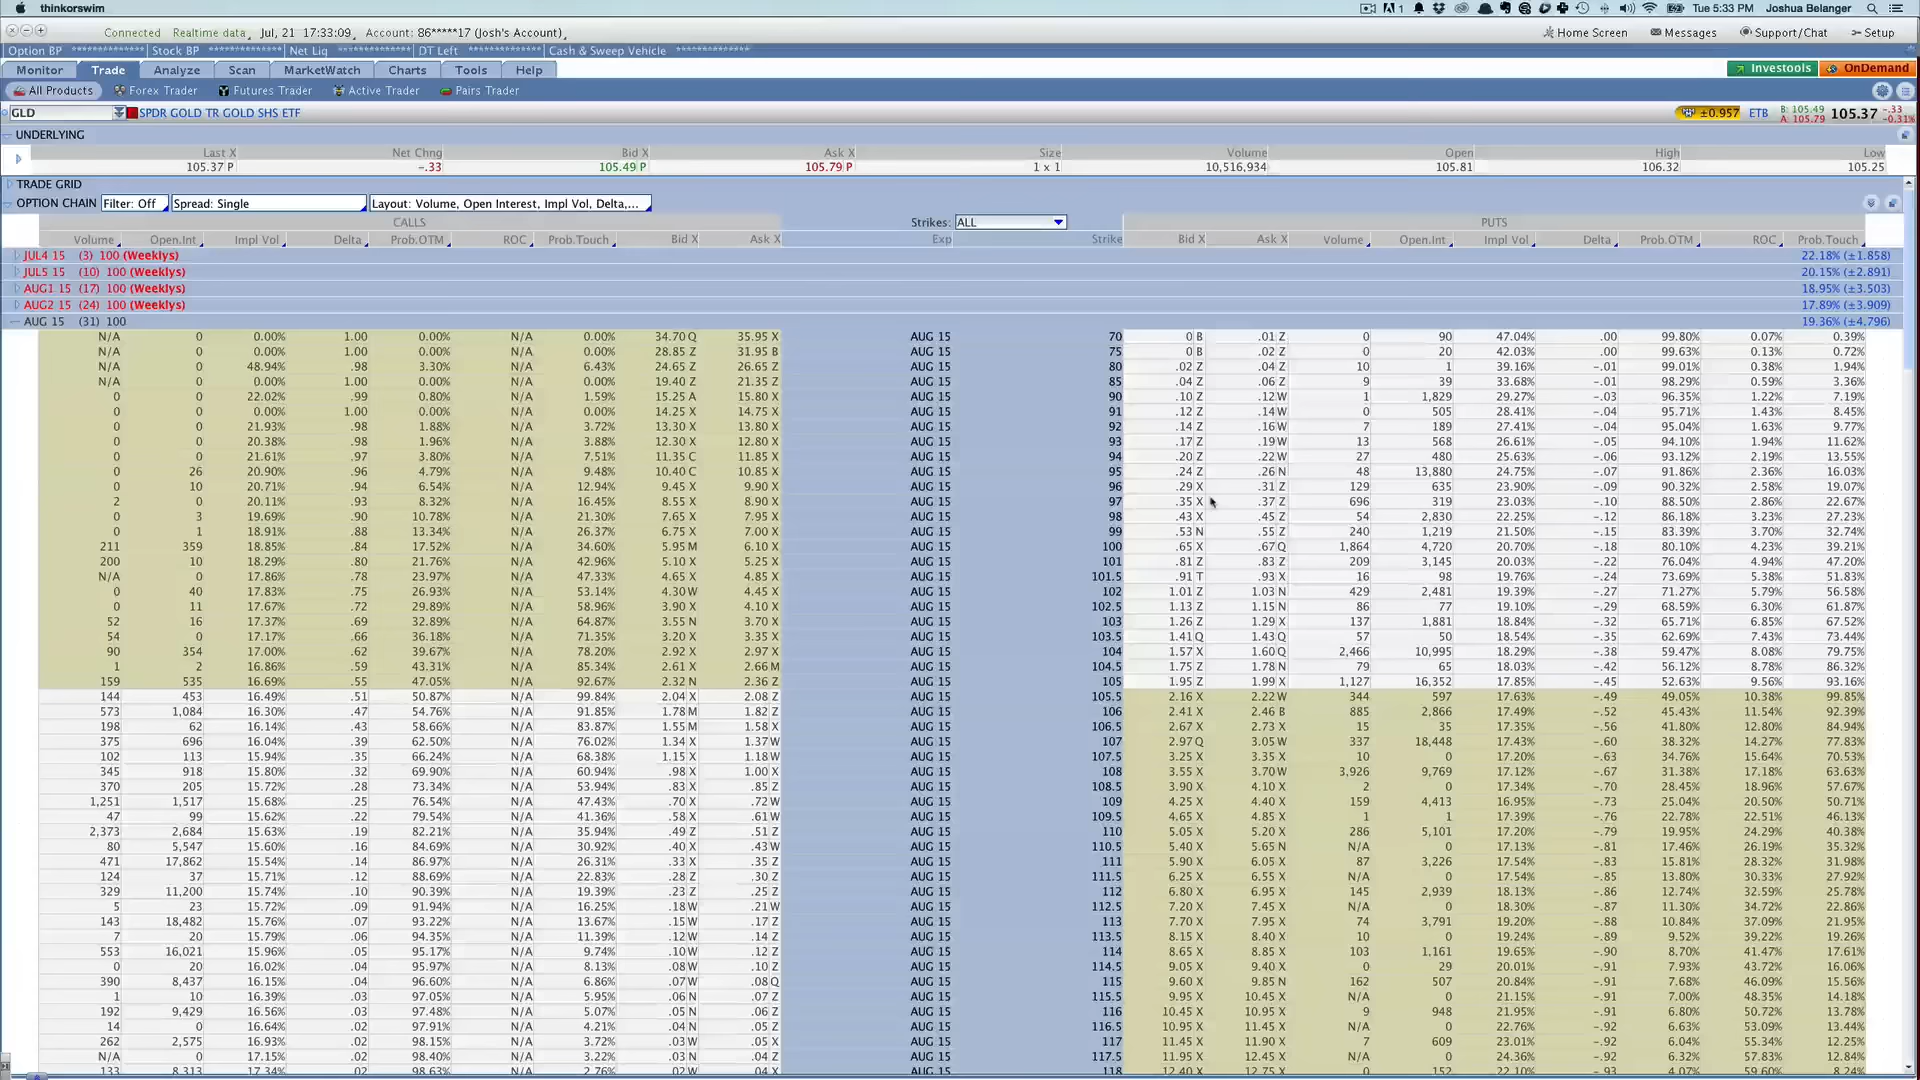 thinkorswim
1
Tue 5:33 PM Joshua Belanger
Connected Realtime data Jul, 21 17:33:09, Account: 86*****17 (Josh's Account)
Home Screen Messages Support/Chat Setup
Option BP ************** Stock BP ************** Net Liq ************** DT Left ************** Cash & Sweep Vehicle **************
Monitor Trade Analyze Scan MarketWatch Charts Tools Help
Investools OnDemand
All Products Forex Trader Futures Trader Active Trader Pairs Trader
GLD SPDR GOLD TR GOLD SHS ETF
±0.957 ETB B: 105.49 A: 105.79 105.37 -.33 -0.31%
UNDERLYING
Last X Net Chng Bid X Ask X Size Volume Open High Low
105.37 P -.33 105.49 P 105.79 P 1 x 1 10,516,934 105.81 106.32 105.25
TRADE GRID
OPTION CHAIN Filter: Off Spread: Single Layout: Volume, Open Interest, Impl Vol, Delta,...
CALLS Strikes: ALL PUTS
Volume Open.Int Impl Vol Delta Prob.OTM ROC Prob.Touch Bid X Ask X Exp Strike Bid X Ask X Volume Open.Int Impl Vol Delta Prob.OTM ROC Prob.Touch
JUL4 15 (3) 100 (Weeklys) 22.18% (±1.858)
JUL5 15 (10) 100 (Weeklys) 20.15% (±2.891)
AUG1 15 (17) 100 (Weeklys) 18.95% (±3.503)
AUG2 15 (24) 100 (Weeklys) 17.89% (±3.909)
AUG 15 (31) 100 19.36% (±4.796)
N/A 0 0.00% 1.00 0.00% N/A 0.00% 34.70 Q 35.95 X AUG 15 70 0 B .01 Z 0 90 47.04% .00 99.80% 0.07% 0.39%
N/A 0 0.00% 1.00 0.00% N/A 0.00% 28.85 Z 31.95 B AUG 15 75 0 B .02 Z 0 20 42.03% .00 99.63% 0.13% 0.72%
N/A 0 48.94% .98 3.30% N/A 6.43% 24.65 Z 26.65 Z AUG 15 80 .02 Z .04 Z 10 1 39.16% -.01 99.01% 0.38% 1.94%
N/A 0 0.00% 1.00 0.00% N/A 0.00% 19.40 Z 21.35 Z AUG 15 85 .04 Z .06 Z 9 39 33.68% -.01 98.29% 0.59% 3.36%
0 0 22.02% .99 0.80% N/A 1.59% 15.25 A 15.80 X AUG 15 90 .10 Z .12 W 1 1,829 29.27% -.03 96.35% 1.22% 7.19%
0 0 0.00% 1.00 0.00% N/A 0.00% 14.25 X 14.75 X AUG 15 91 .12 Z .14 W 0 505 28.41% -.04 95.71% 1.43% 8.45%
0 0 21.93% .98 1.88% N/A 3.72% 13.30 X 13.80 X AUG 15 92 .14 Z .16 W 7 189 27.41% -.04 95.04% 1.63% 9.77%
0 0 20.38% .98 1.96% N/A 3.88% 12.30 X 12.80 X AUG 15 93 .17 Z .19 W 13 568 26.61% -.05 94.10% 1.94% 11.62%
0 0 21.61% .97 3.80% N/A 7.51% 11.35 C 11.85 X AUG 15 94 .20 Z .22 W 27 480 25.63% -.06 93.12% 2.19% 13.55%
0 26 20.90% .96 4.79% N/A 9.48% 10.40 C 10.85 X AUG 15 95 .24 Z .26 N 48 13,880 24.75% -.07 91.86% 2.36% 16.03%
0 10 20.71% .94 6.54% N/A 12.94% 9.45 X 9.90 X AUG 15 96 .29 X .31 Z 129 635 23.90% -.09 90.32% 2.58% 19.07%
2 0 20.11% .93 8.32% N/A 16.45% 8.55 X 8.90 X AUG 15 97 .35 X .37 Z 696 319 23.03% -.10 88.50% 2.86% 22.67%
0 3 19.69% .90 10.78% N/A 21.30% 7.65 X 7.95 X AUG 15 98 .43 X .45 Z 54 2,830 22.25% -.12 86.18% 3.23% 27.23%
0 1 18.91% .88 13.34% N/A 26.37% 6.75 X 7.00 X AUG 15 99 .53 N .55 Z 240 1,219 21.50% -.15 83.39% 3.70% 32.74%
211 359 18.85% .84 17.52% N/A 34.60% 5.95 M 6.10 X AUG 15 100 .65 X .67 Q 1,864 4,720 20.70% -.18 80.10% 4.23% 39.21%
200 10 18.29% .80 21.76% N/A 42.96% 5.10 X 5.25 X AUG 15 101 .81 Z .83 Z 209 3,145 20.03% -.22 76.04% 4.94% 47.20%
N/A 0 17.86% .78 23.97% N/A 47.33% 4.65 X 4.85 X AUG 15 101.5 .91 T .93 X 16 98 19.76% -.24 73.69% 5.38% 51.83%
0 40 17.83% .75 26.93% N/A 53.14% 4.30 W 4.45 X AUG 15 102 1.01 Z 1.03 N 429 2,481 19.39% -.27 71.27% 5.79% 56.58%
0 11 17.67% .72 29.89% N/A 58.96% 3.90 X 4.10 X AUG 15 102.5 1.13 Z 1.15 N 86 77 19.10% -.29 68.59% 6.30% 61.87%
52 16 17.37% .69 32.89% N/A 64.87% 3.55 N 3.70 X AUG 15 103 1.26 Z 1.29 X 137 1,881 18.84% -.32 65.71% 6.85% 67.52%
54 0 17.17% .66 36.18% N/A 71.35% 3.20 X 3.35 X AUG 15 103.5 1.41 Q 1.43 Q 57 50 18.54% -.35 62.69% 7.43% 73.44%
90 354 17.00% .62 39.67% N/A 78.20% 2.92 X 2.97 X AUG 15 104 1.57 X 1.60 Q 2,466 10,995 18.29% -.38 59.47% 8.08% 79.75%
1 2 16.86% .59 43.31% N/A 85.34% 2.61 X 2.66 M AUG 15 104.5 1.75 Z 1.78 N 79 65 18.03% -.42 56.12% 8.78% 86.32%
159 535 16.69% .55 47.05% N/A 92.67% 2.32 N 2.36 Z AUG 15 105 1.95 Z 1.99 X 1,127 16,352 17.85% -.45 52.63% 9.56% 93.16%
144 453 16.49% .51 50.87% N/A 99.84% 2.04 X 2.08 Z AUG 15 105.5 2.16 X 2.22 W 344 597 17.63% -.49 49.05% 10.38% 99.85%
573 1,084 16.30% .47 54.76% N/A 91.85% 1.78 M 1.82 Z AUG 15 106 2.41 X 2.46 B 885 2,866 17.49% -.52 45.43% 11.54% 92.39%
198 62 16.14% .43 58.66% N/A 83.87% 1.55 M 1.58 X AUG 15 106.5 2.67 X 2.73 X 15 35 17.35% -.56 41.80% 12.80% 84.94%
375 696 16.04% .39 62.50% N/A 76.02% 1.34 X 1.37 W AUG 15 107 2.97 Q 3.05 W 337 18,448 17.43% -.60 38.32% 14.27% 77.83%
102 113 15.94% .35 66.24% N/A 68.38% 1.15 X 1.18 W AUG 15 107.5 3.25 X 3.35 X 10 0 17.20% -.63 34.76% 15.64% 70.53%
345 918 15.80% .32 69.90% N/A 60.94% .98 X 1.00 X AUG 15 108 3.55 X 3.70 W 3,926 9,769 17.12% -.67 31.38% 17.18% 63.63%
370 205 15.72% .28 73.34% N/A 53.94% .83 X .85 Z AUG 15 108.5 3.90 X 4.10 X 2 0 17.34% -.70 28.45% 18.96% 57.67%
1,251 1,517 15.68% .25 76.54% N/A 47.43% .70 X .72 W AUG 15 109 4.25 X 4.40 X 159 4,413 16.95% -.73 25.04% 20.50% 50.71%
47 99 15.62% .22 79.54% N/A 41.36% .58 X .61 W AUG 15 109.5 4.65 X 4.85 X 1 1 17.39% -.76 22.78% 22.51% 46.13%
2,373 2,684 15.63% .19 82.21% N/A 35.94% .49 Z .51 Z AUG 15 110 5.05 X 5.20 X 286 5,101 17.20% -.79 19.95% 24.29% 40.38%
80 5,547 15.60% .16 84.69% N/A 30.92% .40 X .43 W AUG 15 110.5 5.40 X 5.65 N N/A 0 17.13% -.81 17.46% 26.19% 35.32%
471 17,862 15.54% .14 86.97% N/A 26.31% .33 X .35 Z AUG 15 111 5.90 X 6.05 X 87 3,226 17.54% -.83 15.81% 28.32% 31.98%
124 37 15.71% .12 88.69% N/A 22.83% .28 Z .30 Z AUG 15 111.5 6.25 X 6.55 X N/A 0 17.54% -.85 13.80% 30.33% 27.92%
329 11,200 15.74% .10 90.39% N/A 19.39% .23 Z .25 Z AUG 15 112 6.80 X 6.95 X 145 2,939 18.13% -.86 12.74% 32.59% 25.78%
5 23 15.72% .09 91.94% N/A 16.25% .18 W .21 W AUG 15 112.5 7.20 X 7.45 X N/A 0 18.30% -.87 11.30% 34.72% 22.86%
143 18,482 15.76% .07 93.22% N/A 13.67% .15 W .17 Z AUG 15 113 7.70 X 7.95 X 74 3,791 19.20% -.88 10.84% 37.09% 21.95%
7 20 15.79% .06 94.35% N/A 11.39% .12 W .14 Z AUG 15 113.5 8.15 X 8.40 X 10 0 19.24% -.89 9.52% 39.22% 19.26%
553 16,021 15.96% .05 95.17% N/A 9.74% .10 W .12 Z AUG 15 114 8.65 X 8.85 X 103 1,161 19.65% -.90 8.70% 41.47% 17.61%
0 20 16.02% .04 95.97% N/A 8.13% .08 W .10 Z AUG 15 114.5 9.05 X 9.40 X 0 29 20.01% -.91 7.93% 43.72% 16.06%
390 8,437 16.15% .04 96.60% N/A 6.86% .07 W .08 Q AUG 15 115 9.60 X 9.85 N 162 507 20.84% -.91 7.68% 46.09% 15.56%
1 10 16.39% .03 97.05% N/A 5.95% .06 N .07 Z AUG 15 115.5 9.95 X 10.45 X N/A 0 21.15% -.91 7.00% 48.35% 14.18%
192 9,429 16.56% .03 97.48% N/A 5.07% .05 N .06 Z AUG 15 116 10.45 X 10.95 X 9 948 21.95% -.91 6.80% 50.72% 13.78%
14 0 16.64% .02 97.91% N/A 4.21% .04 N .05 Z AUG 15 116.5 10.95 X 11.45 X N/A 0 22.76% -.92 6.63% 53.09% 13.44%
262 2,575 16.93% .02 98.15% N/A 3.72% .03 W .05 X AUG 15 117 11.45 X 11.90 X 7 609 23.01% -.92 6.04% 55.34% 12.25%
N/A 0 17.15% .02 98.40% N/A 3.22% .03 N .04 Z AUG 15 117.5 11.95 X 12.45 X N/A 0 24.36% -.92 6.32% 57.83% 12.84%
133 8,313 17.34% .02 98.63% N/A 2.76% .02 W .04 X AUG 15 118 12.40 X 12.75 X 0 152 22.10% -.93 4.07% 59.60% 8.24%